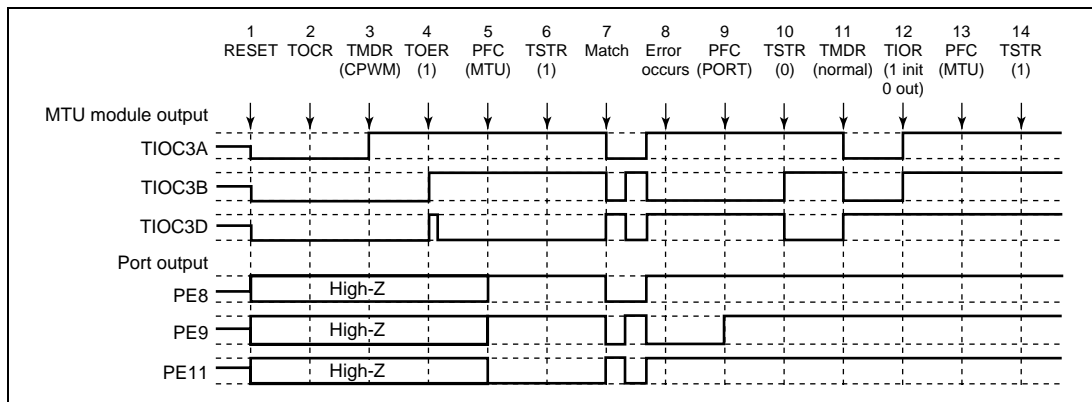 1 2 3 4 5 6 7 8 9 10 11 12 13 14
RESET TOCR TMDR TOER PFC TSTR Match Error PFC TSTR TMDR TIOR PFC TSTR
(CPWM) (1) (MTU) (1) occurs (PORT) (0) (normal) (1 init (MTU) (1)
0 out)
MTU module output
TIOC3A
TIOC3B
TIOC3D
Port output
PE8 High-Z
PE9 High-Z
PE11 High-Z